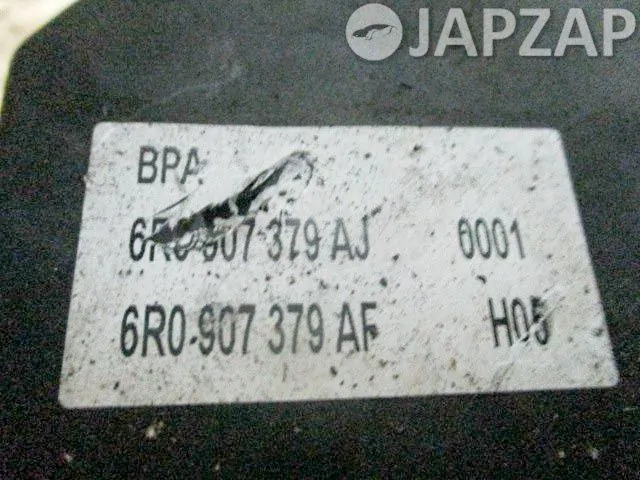 JAPZAP
BPA
6R0 907 379 AJ 0001
6R0 907 379 AF H05